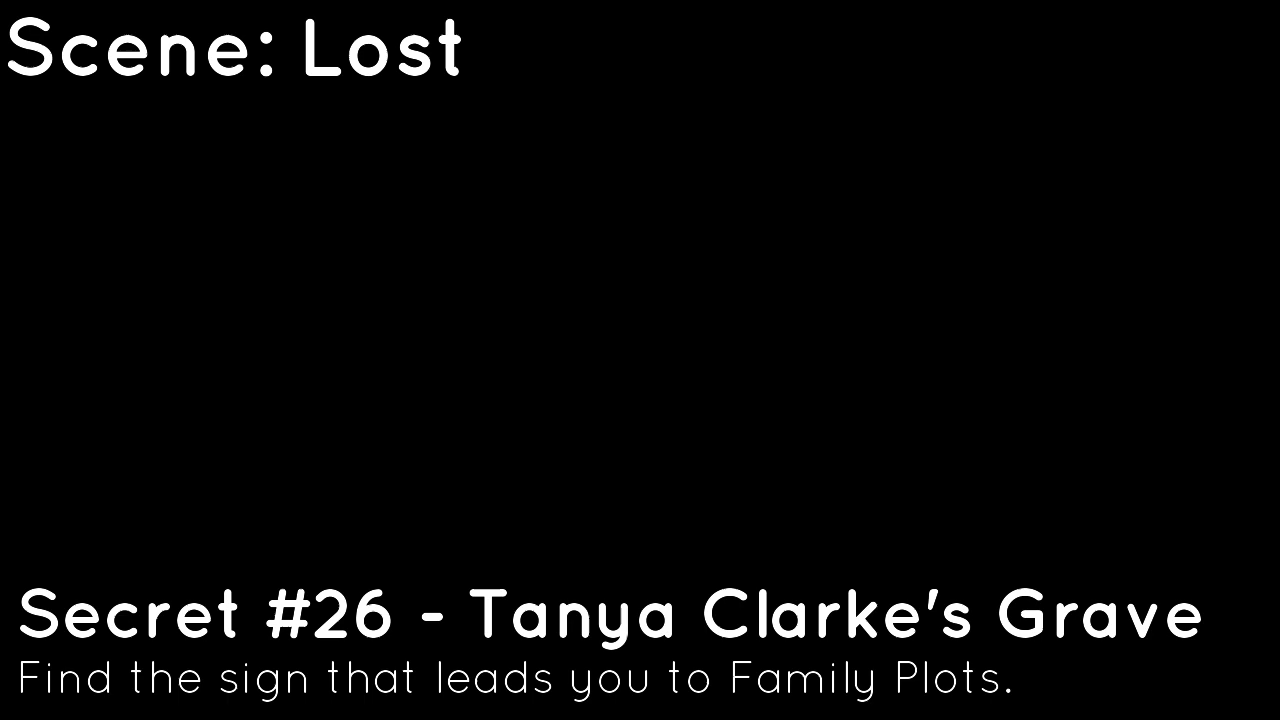 Scene: Lost
Secret #26 - Tanya Clarke's Grave
Find the sign that leads you to Family Plots.